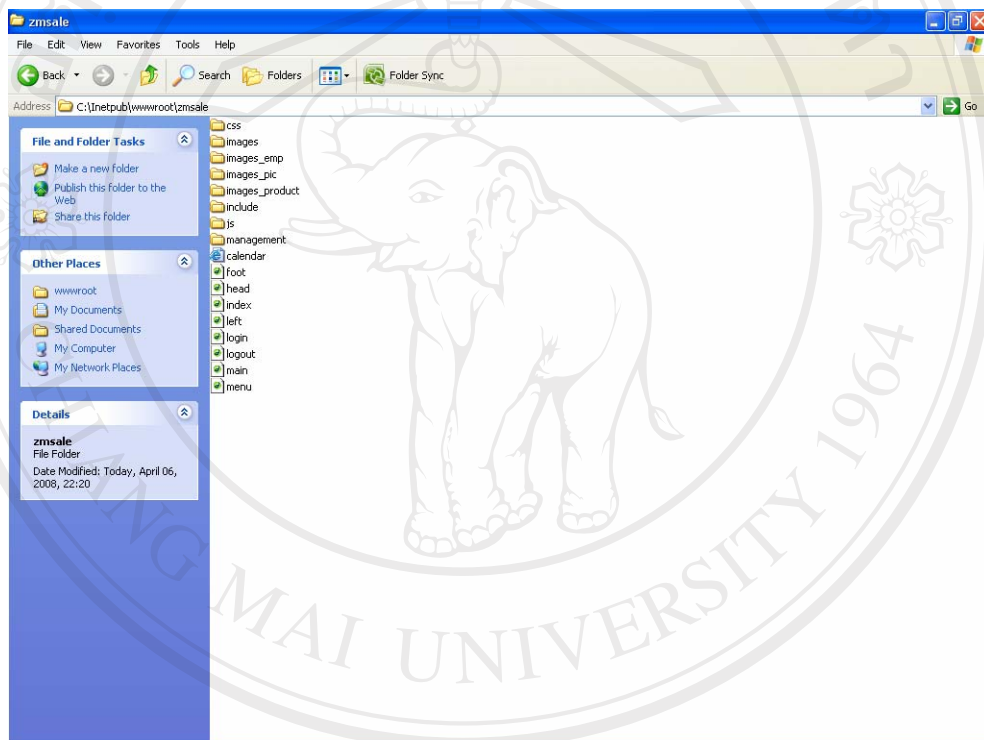 zmsale
File Edit View Favorites Tools Help
Back Search Folders Folder Sync
Address C:\Inetpub\wwwroot\zmsale Go
File and Folder Tasks
Make a new folder
Publish this folder to the
Web
Share this folder
Other Places
wwwroot
My Documents
Shared Documents
My Computer
My Network Places
Details
zmsale
File Folder
Date Modified: Today, April 06,
2008, 22:20
css
images
images_emp
images_pic
images_product
include
js
management
calendar
foot
head
index
left
login
logout
main
menu
CHIANG MAI UNIVERSITY 1964